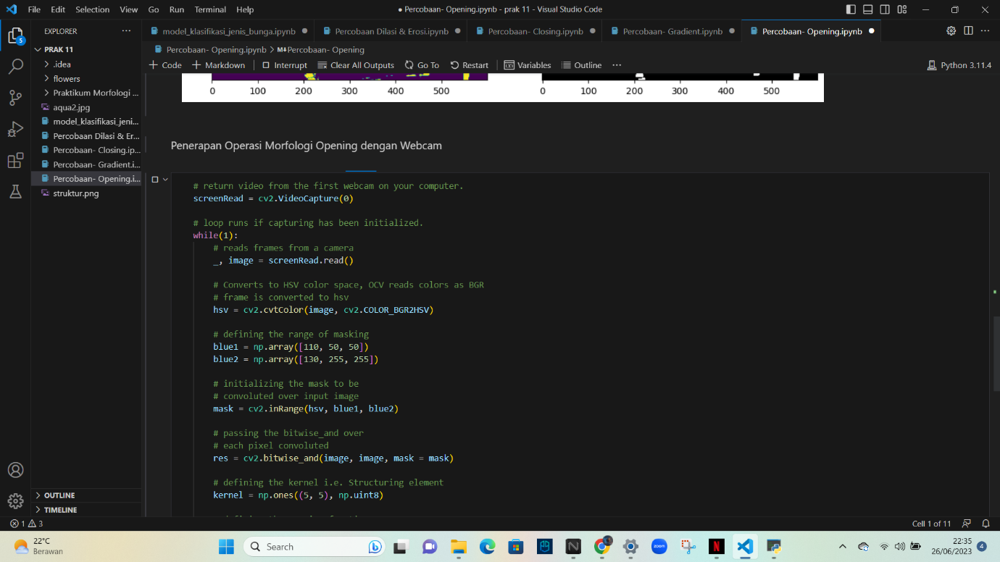 File Edit Selection View Go Run Terminal Help
● Percobaan- Opening.ipynb - prak 11 - Visual Studio Code
EXPLORER
5
PRAK 11
.idea
flowers
Praktikum Morfologi ...
aqua2.jpg
model_klasifikasi_jeni...
Percobaan Dilasi & Er...
Percobaan- Closing.ip...
Percobaan- Gradient.i...
Percobaan- Opening.i...
struktur.png
OUTLINE
TIMELINE
model_klasifikasi_jenis_bunga.ipynb Percobaan Dilasi & Erosi.ipynb Percobaan- Closing.ipynb Percobaan- Gradient.ipynb Percobaan- Opening.ipynb
Percobaan- Opening.ipynb > M↓Percobaan- Opening
+ Code + Markdown Interrupt Clear All Outputs Go To Restart Variables Outline ... Python 3.11.4
0 100 200 300 400 500 0 100 200 300 400 500
Penerapan Operasi Morfologi Opening dengan Webcam
# return video from the first webcam on your computer.
screenRead = cv2.VideoCapture(0)
# loop runs if capturing has been initialized.
while(1):
# reads frames from a camera
_, image = screenRead.read()
# Converts to HSV color space, OCV reads colors as BGR
# frame is converted to hsv
hsv = cv2.cvtColor(image, cv2.COLOR_BGR2HSV)
# defining the range of masking
blue1 = np.array([110, 50, 50])
blue2 = np.array([130, 255, 255])
# initializing the mask to be
# convoluted over input image
mask = cv2.inRange(hsv, blue1, blue2)
# passing the bitwise_and over
# each pixel convoluted
res = cv2.bitwise_and(image, image, mask = mask)
# defining the kernel i.e. Structuring element
kernel = np.ones((5, 5), np.uint8)
1 3
Cell 1 of 11
22°C
Berawan
Search
zoom
22:35
26/06/2023
4